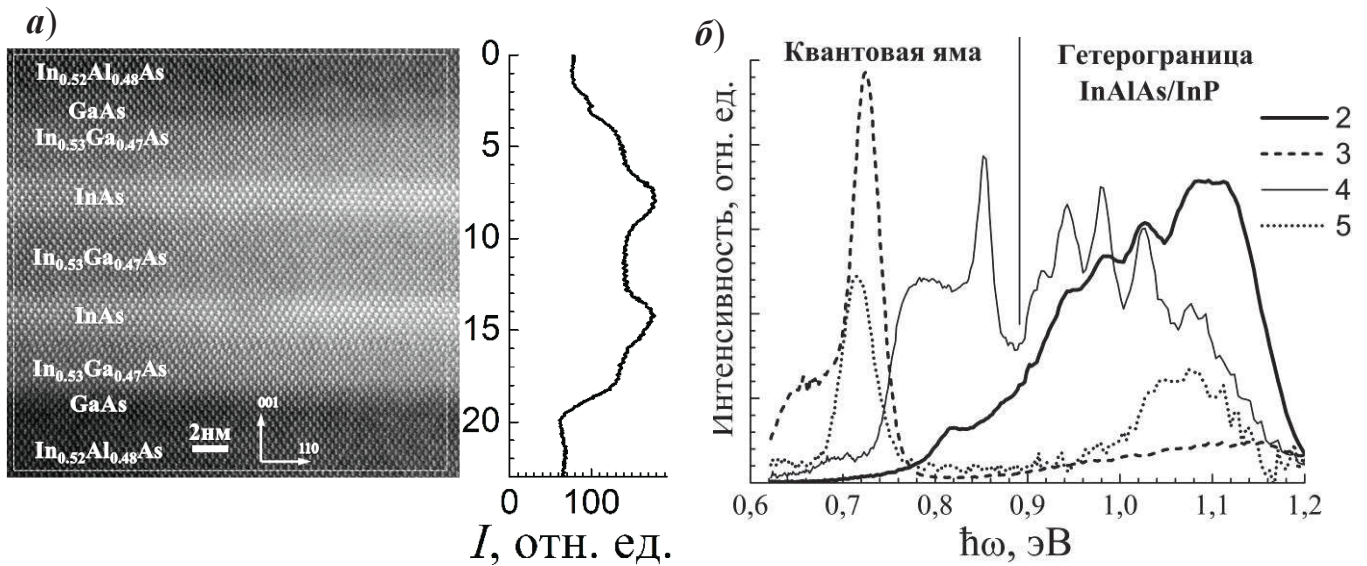 а)
In0.52Al0.48As
GaAs
In0.53Ga0.47As
InAs
In0.53Ga0.47As
InAs
In0.53Ga0.47As
GaAs
In0.52Al0.48As
2нм
001
110
0
5
10
15
20
0 100
I, отн. ед.
б)
Квантовая яма
Гетерограница
InAlAs/InP
2
3
4
5
Интенсивность, отн. ед.
0,6 0,7 0,8 0,9 1,0 1,1 1,2
ħω, эВ